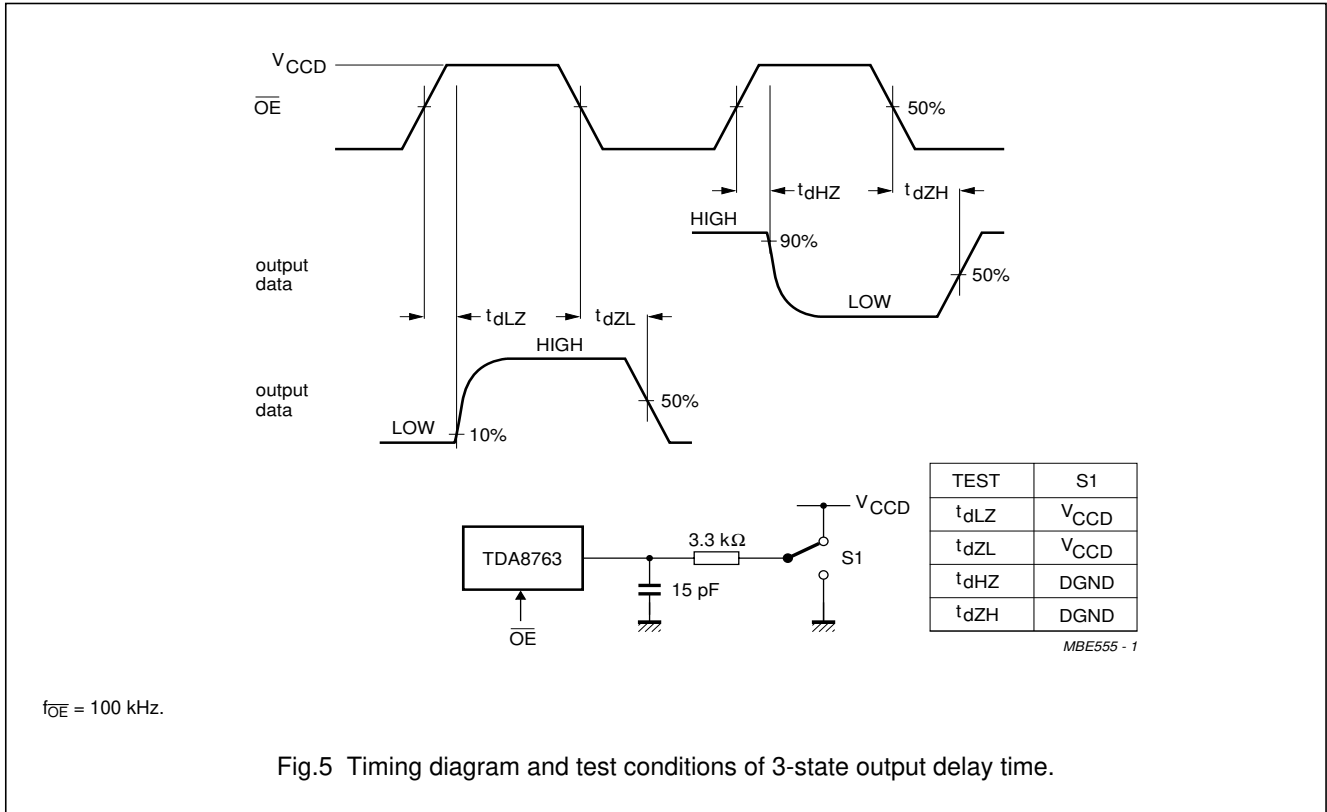 VCCD
OE
50%
tdHZ
tdZH
HIGH
90%
output
data
50%
LOW
tdLZ
tdZL
HIGH
output
data
50%
LOW
10%
TEST S1
tdLZ VCCD
tdZL VCCD
tdHZ DGND
tdZH DGND
VCCD
3.3 kΩ
TDA8763
S1
15 pF
OE
MBE555 - 1
fOE = 100 kHz.
Fig.5 Timing diagram and test conditions of 3-state output delay time.